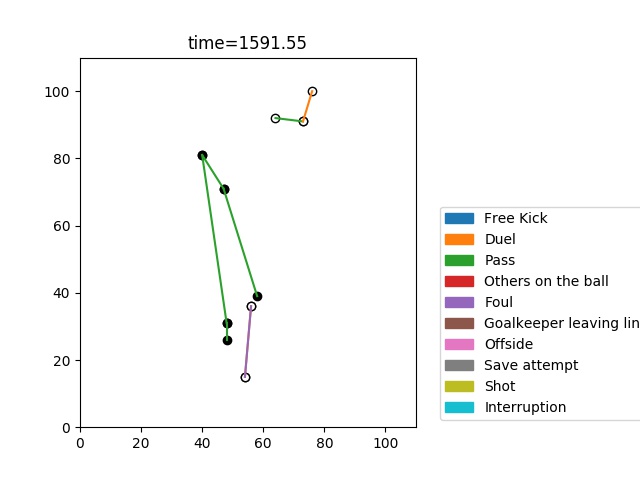 time=1591.55
100
80
60
40
20
0
0 20 40 60 80 100
Free Kick
Duel
Pass
Others on the ball
Foul
Goalkeeper leaving lin
Offside
Save attempt
Shot
Interruption